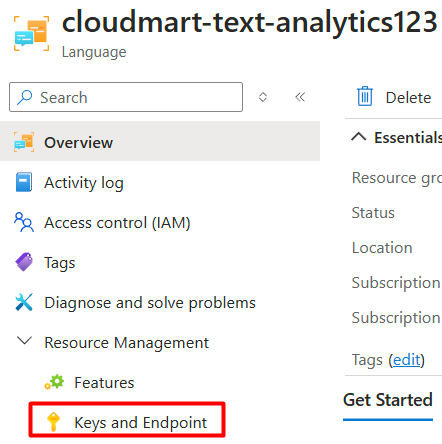 cloudmart-text-analytics123
Language
Search
Overview
Activity log
Access control (IAM)
Tags
Diagnose and solve problems
Resource Management
Features
Keys and Endpoint
Delete
Essentials
Resource gro
Status
Location
Subscription
Subscription
Tags (edit)
Get Started